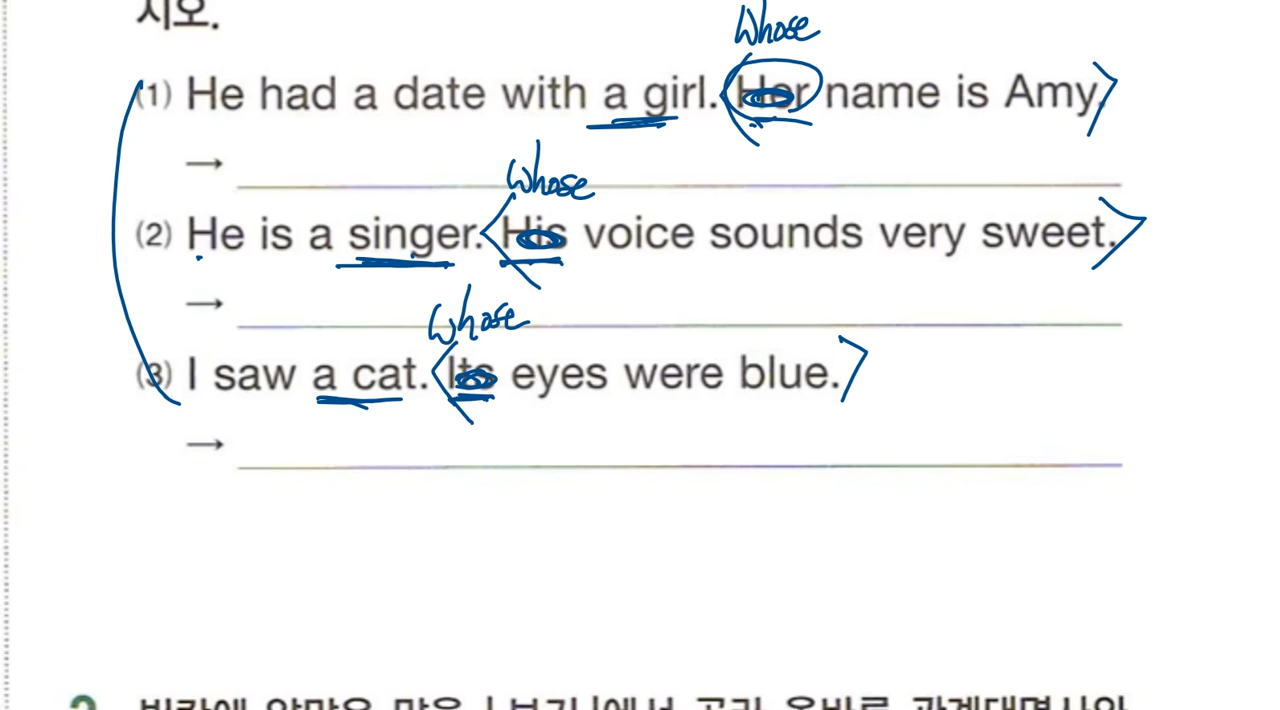 시오.
Whose
(1) He had a date with a girl. Her name is Amy.
→
Whose
(2) He is a singer. His voice sounds very sweet.
→
Whose
(3) I saw a cat. Its eyes were blue.
→